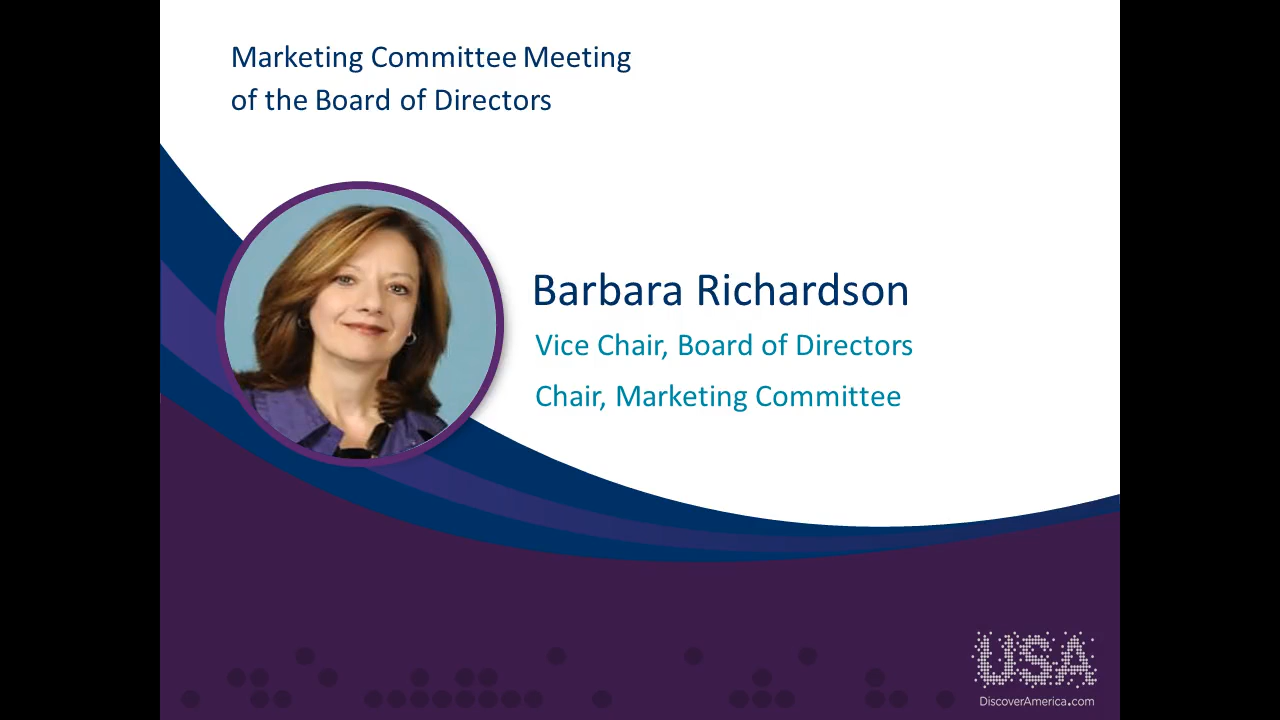 Marketing Committee Meeting
of the Board of Directors
Barbara Richardson
Vice Chair, Board of Directors
Chair, Marketing Committee
USA
DiscoverAmerica.com